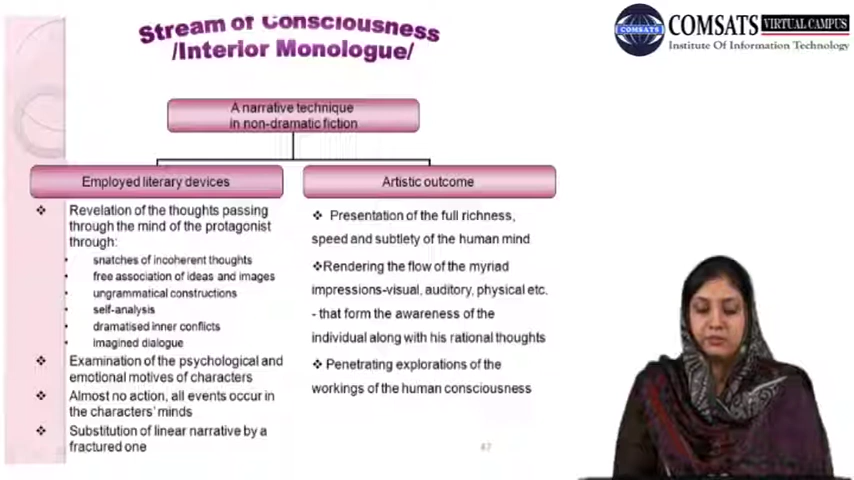 Stream of Consciousness
/Interior Monologue/
COMSATS VIRTUAL CAMPUS
COMSATS
Institute Of Information Technology
A narrative technique
in non-dramatic fiction
Employed literary devices
❖ Revelation of the thoughts passing
through the mind of the protagonist
through:
• snatches of incoherent thoughts
• free association of ideas and images
• ungrammatical constructions
• self-analysis
• dramatised inner conflicts
• imagined dialogue
❖ Examination of the psychological and
emotional motives of characters
❖ Almost no action, all events occur in
the characters' minds
❖ Substitution of linear narrative by a
fractured one
Artistic outcome
❖ Presentation of the full richness,
speed and subtlety of the human mind
❖Rendering the flow of the myriad
impressions-visual, auditory, physical etc.
- that form the awareness of the
individual along with his rational thoughts
❖ Penetrating explorations of the
workings of the human consciousness
47